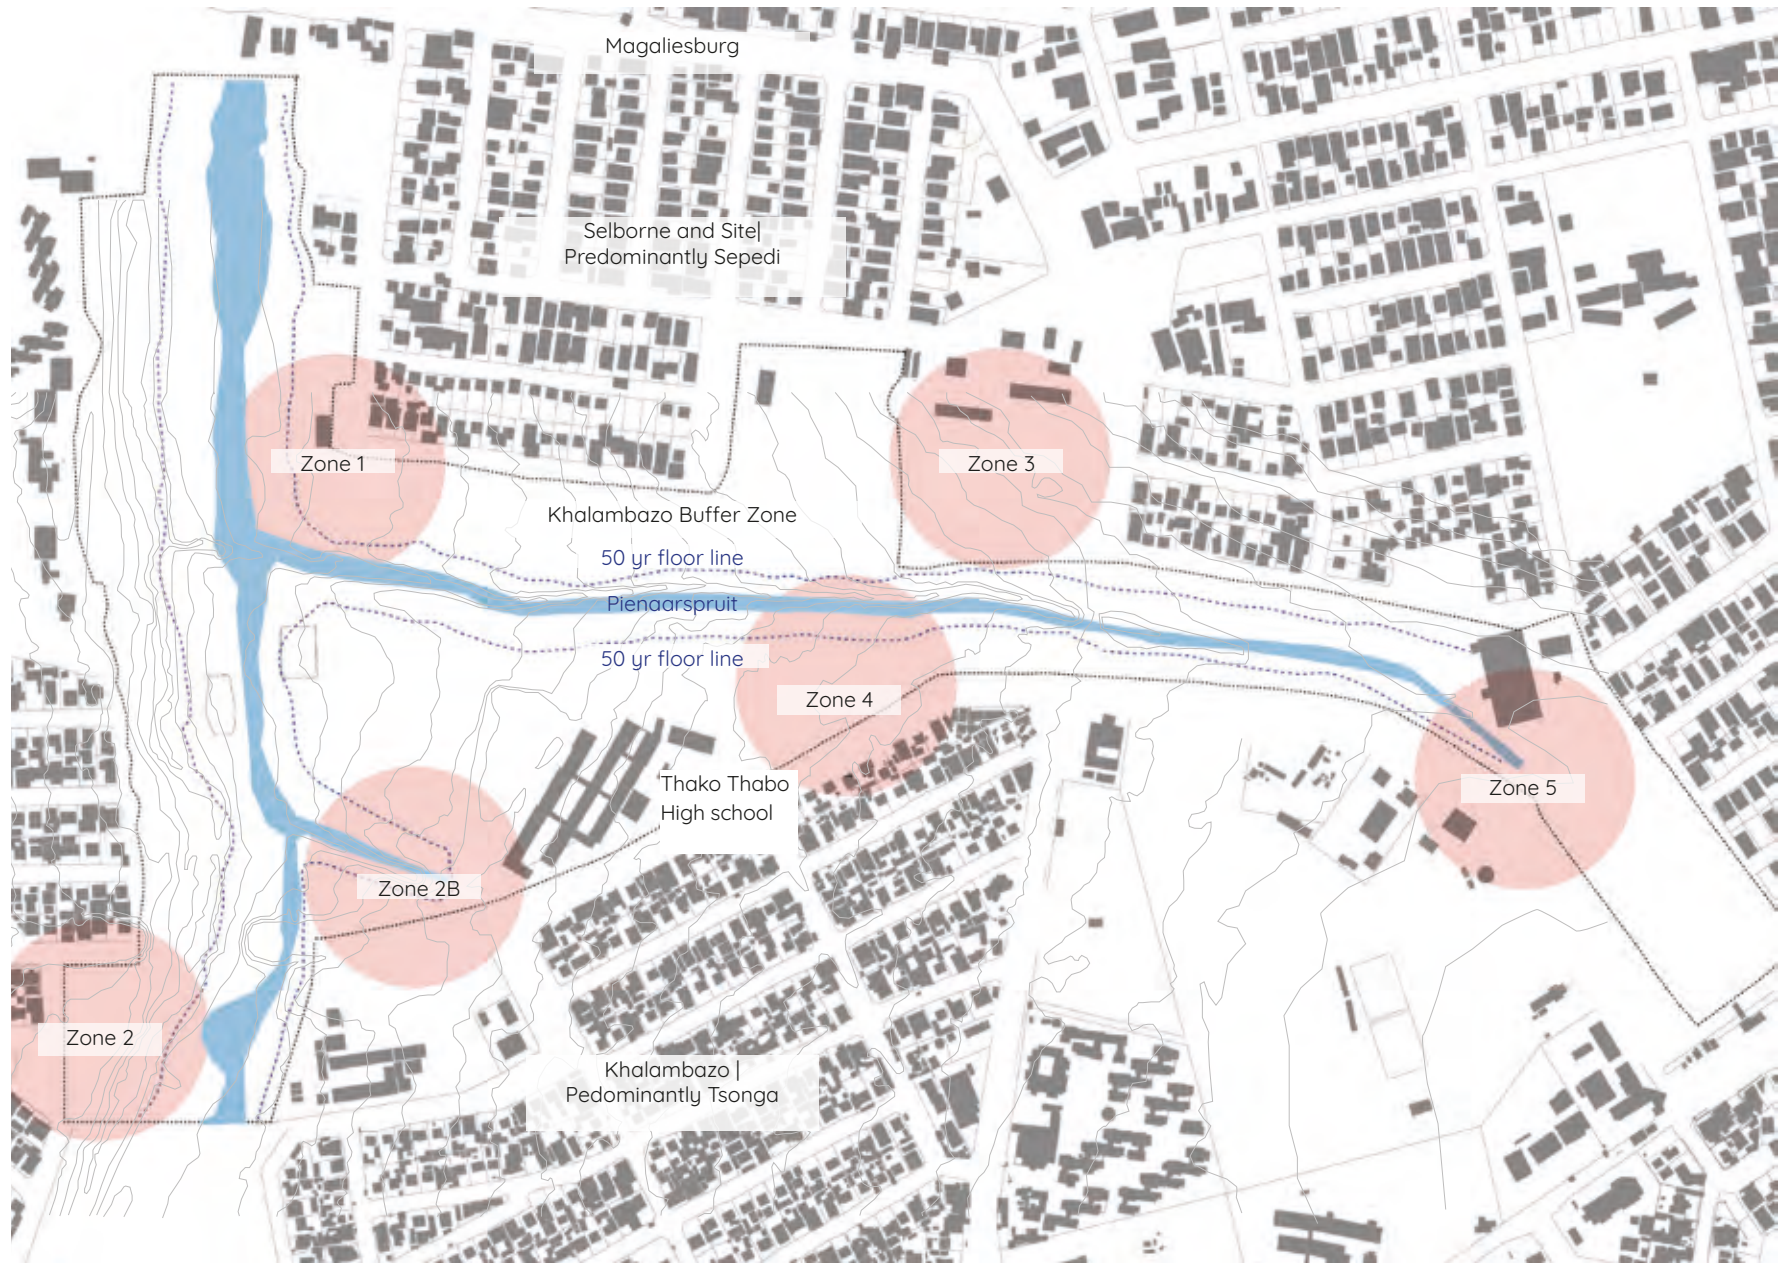 Magaliesburg
Selborne and Site|
Predominantly Sepedi
Zone 1
Zone 3
Khalambazo Buffer Zone
50 yr floor line
Pienaarspruit
50 yr floor line
Zone 4
Thako Thabo
High school
Zone 5
Zone 2B
Zone 2
Khalambazo |
Pedominantly Tsonga